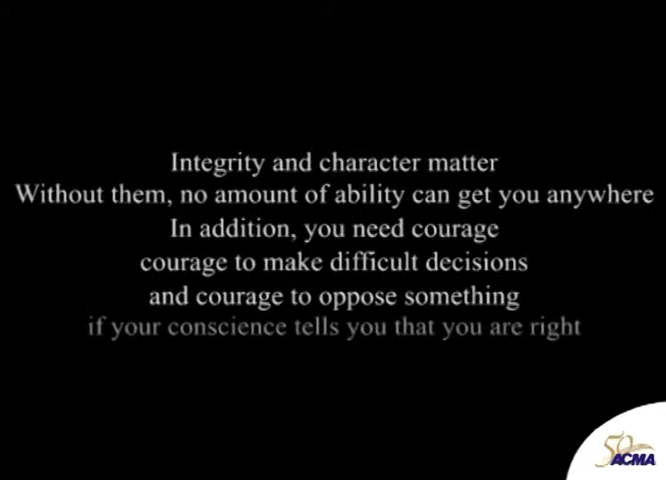 Integrity and character matter
Without them, no amount of ability can get you anywhere
In addition, you need courage
courage to make difficult decisions
and courage to oppose something
if your conscience tells you that you are right
50
ACMA